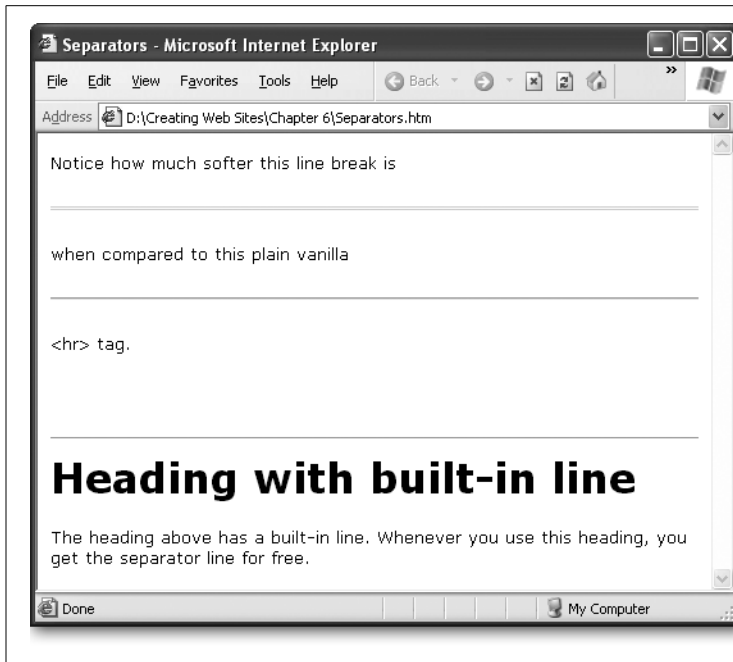 Separators - Microsoft Internet Explorer
File Edit View Favorites Tools Help Back »
Address D:\Creating Web Sites\Chapter 6\Separators.htm
Notice how much softer this line break is
when compared to this plain vanilla
<hr> tag.
Heading with built-in line
The heading above has a built-in line. Whenever you use this heading, you
get the separator line for free.
Done My Computer